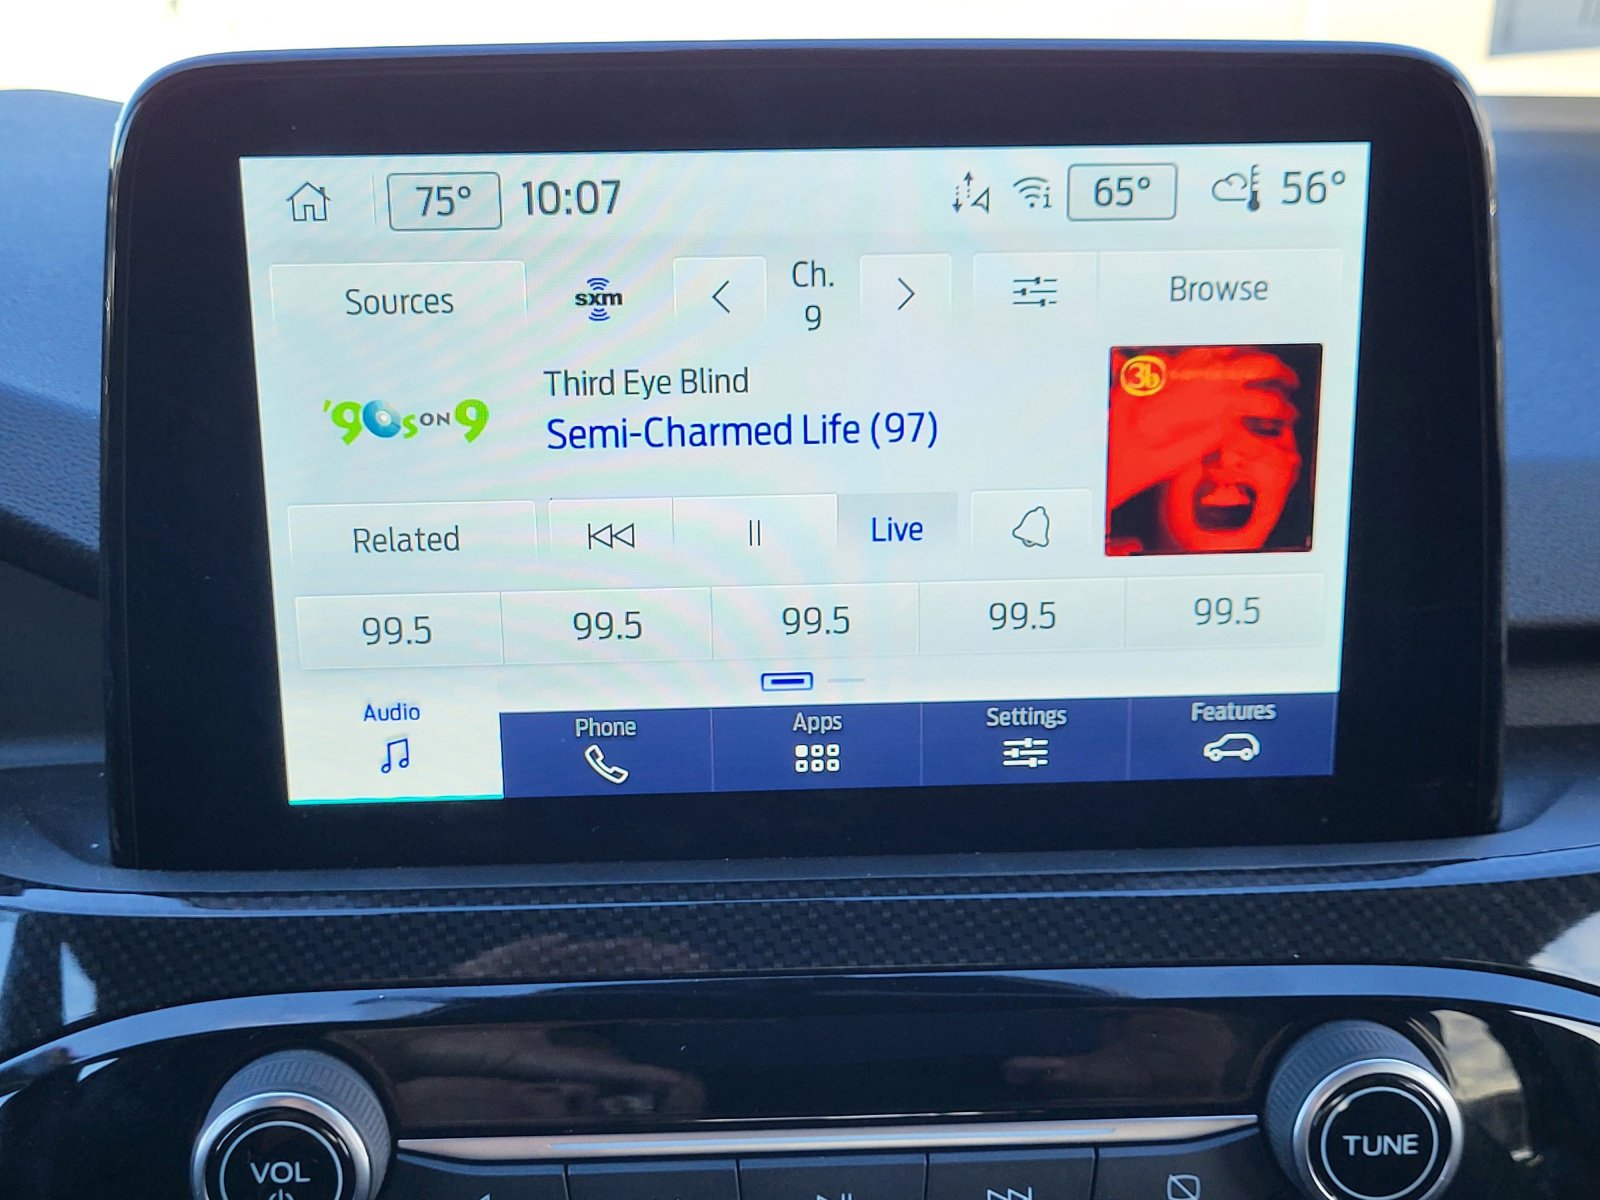 75° 10:07 65° 56°
Sources sxm Ch. Browse
9
Third Eye Blind
'90s ON 9 Semi-Charmed Life (97)
3b
Related Live
99.5 99.5 99.5 99.5 99.5
Audio Phone Apps Settings Features
VOL TUNE